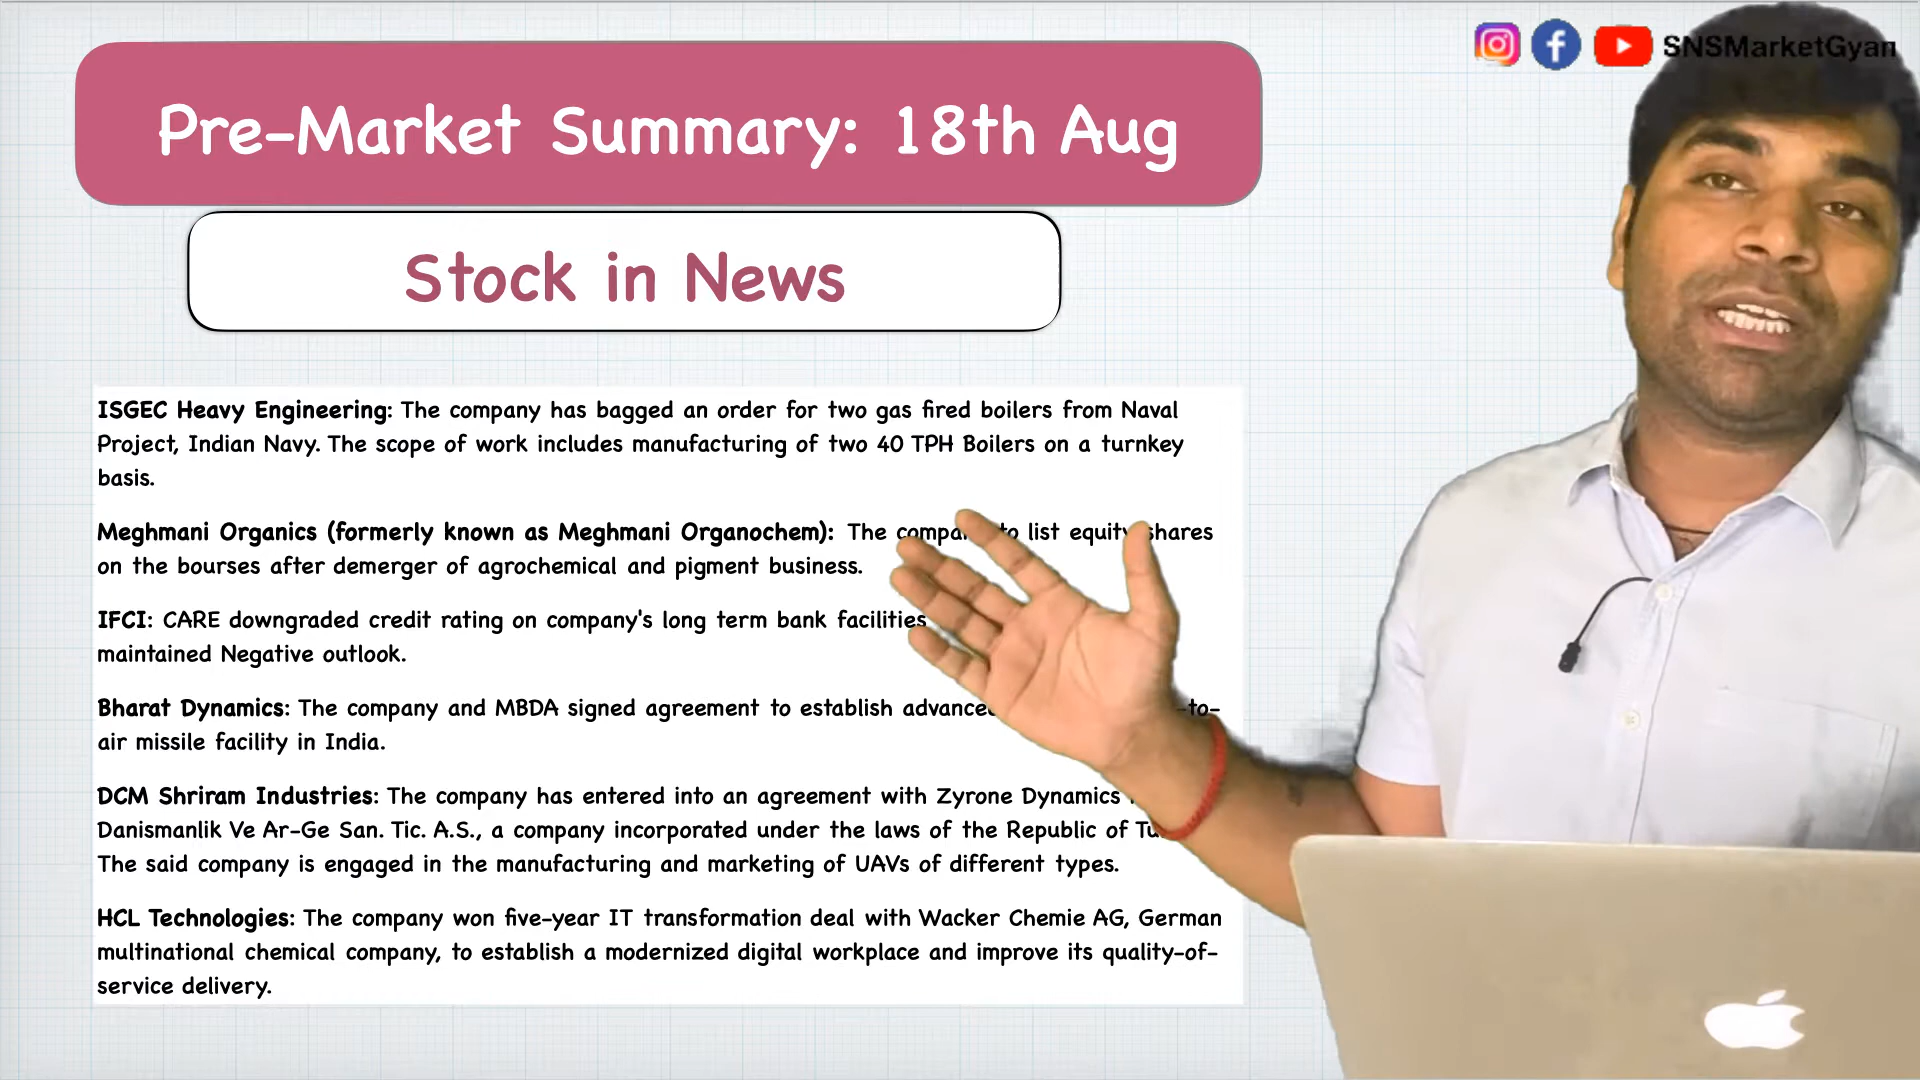 SNSMarketGyan
Pre-Market Summary: 18th Aug
Stock in News
ISGEC Heavy Engineering: The company has bagged an order for two gas fired boilers from Naval
Project, Indian Navy. The scope of work includes manufacturing of two 40 TPH Boilers on a turnkey
basis.
Meghmani Organics (formerly known as Meghmani Organochem): The to list equity shares
on the bourses after demerger of agrochemical and pigment business.
IFCI: CARE downgraded credit rating on company's long term bank facilities
maintained Negative outlook.
Bharat Dynamics: The company and MBDA signed agreement to establish -to-
air missile facility in India.
DCM Shriram Industries: The company has entered into an agreement with Zyrone Dynamics
Danismanlik Ve Ar-Ge San. Tic. A.S., a company incorporated under the laws of the Republic of
The said company is engaged in the manufacturing and marketing of UAVs of different types.
HCL Technologies: The company won five-year IT transformation deal with Wacker Chemie AG, German
multinational chemical company, to establish a modernized digital workplace and improve its quality-of-
service delivery.